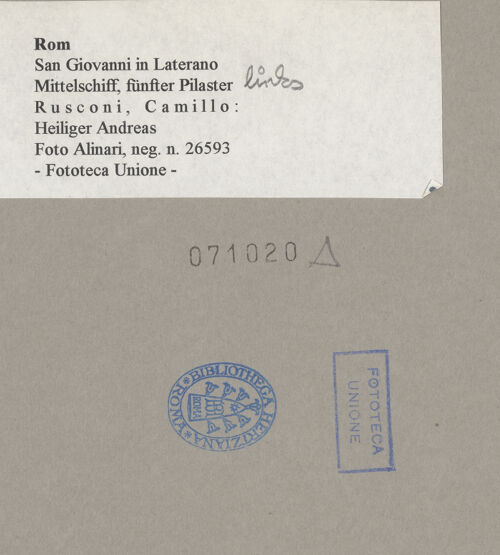 Rom
San Giovanni in Laterano
Mittelschiff, fünfter Pilaster links
Rusconi, Camillo:
Heiliger Andreas
Foto Alinari, neg. n. 26593
- Fototeca Unione -
071020 △
BIBLIOTHECA HERTZIANA ROMA
ROMA
FOTOTECA
UNIONE